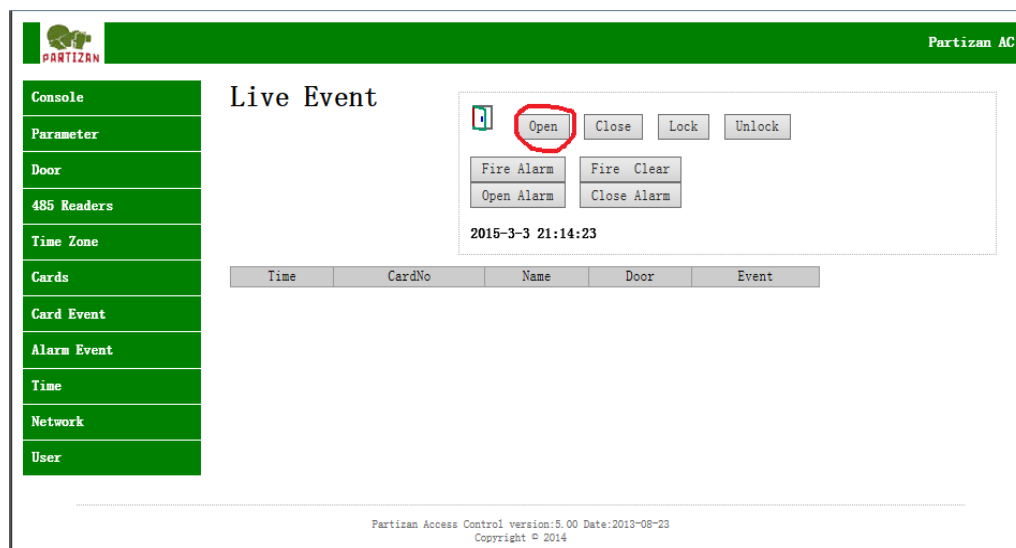 PARTIZAN
Partizan AC
Console
Parameter
Door
485 Readers
Time Zone
Cards
Card Event
Alarm Event
Time
Network
User
Live Event
Open Close Lock Unlock
Fire Alarm Fire Clear
Open Alarm Close Alarm
2015-3-3 21:14:23
Time CardNo Name Door Event
Partizan Access Control version:5.00 Date:2013-08-23
Copyright © 2014